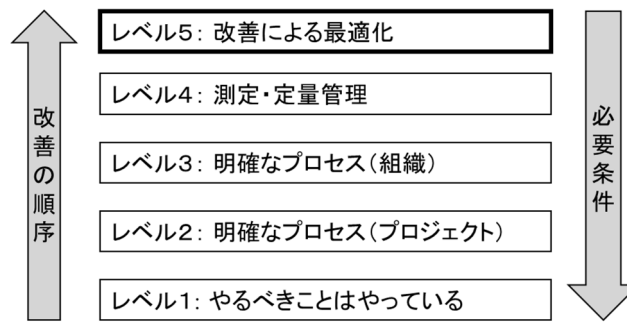 レベル5: 改善による最適化
レベル4: 測定・定量管理
レベル3: 明確なプロセス(組織)
レベル2: 明確なプロセス(プロジェクト)
レベル1: やるべきことはやっている
改善の順序
必要条件